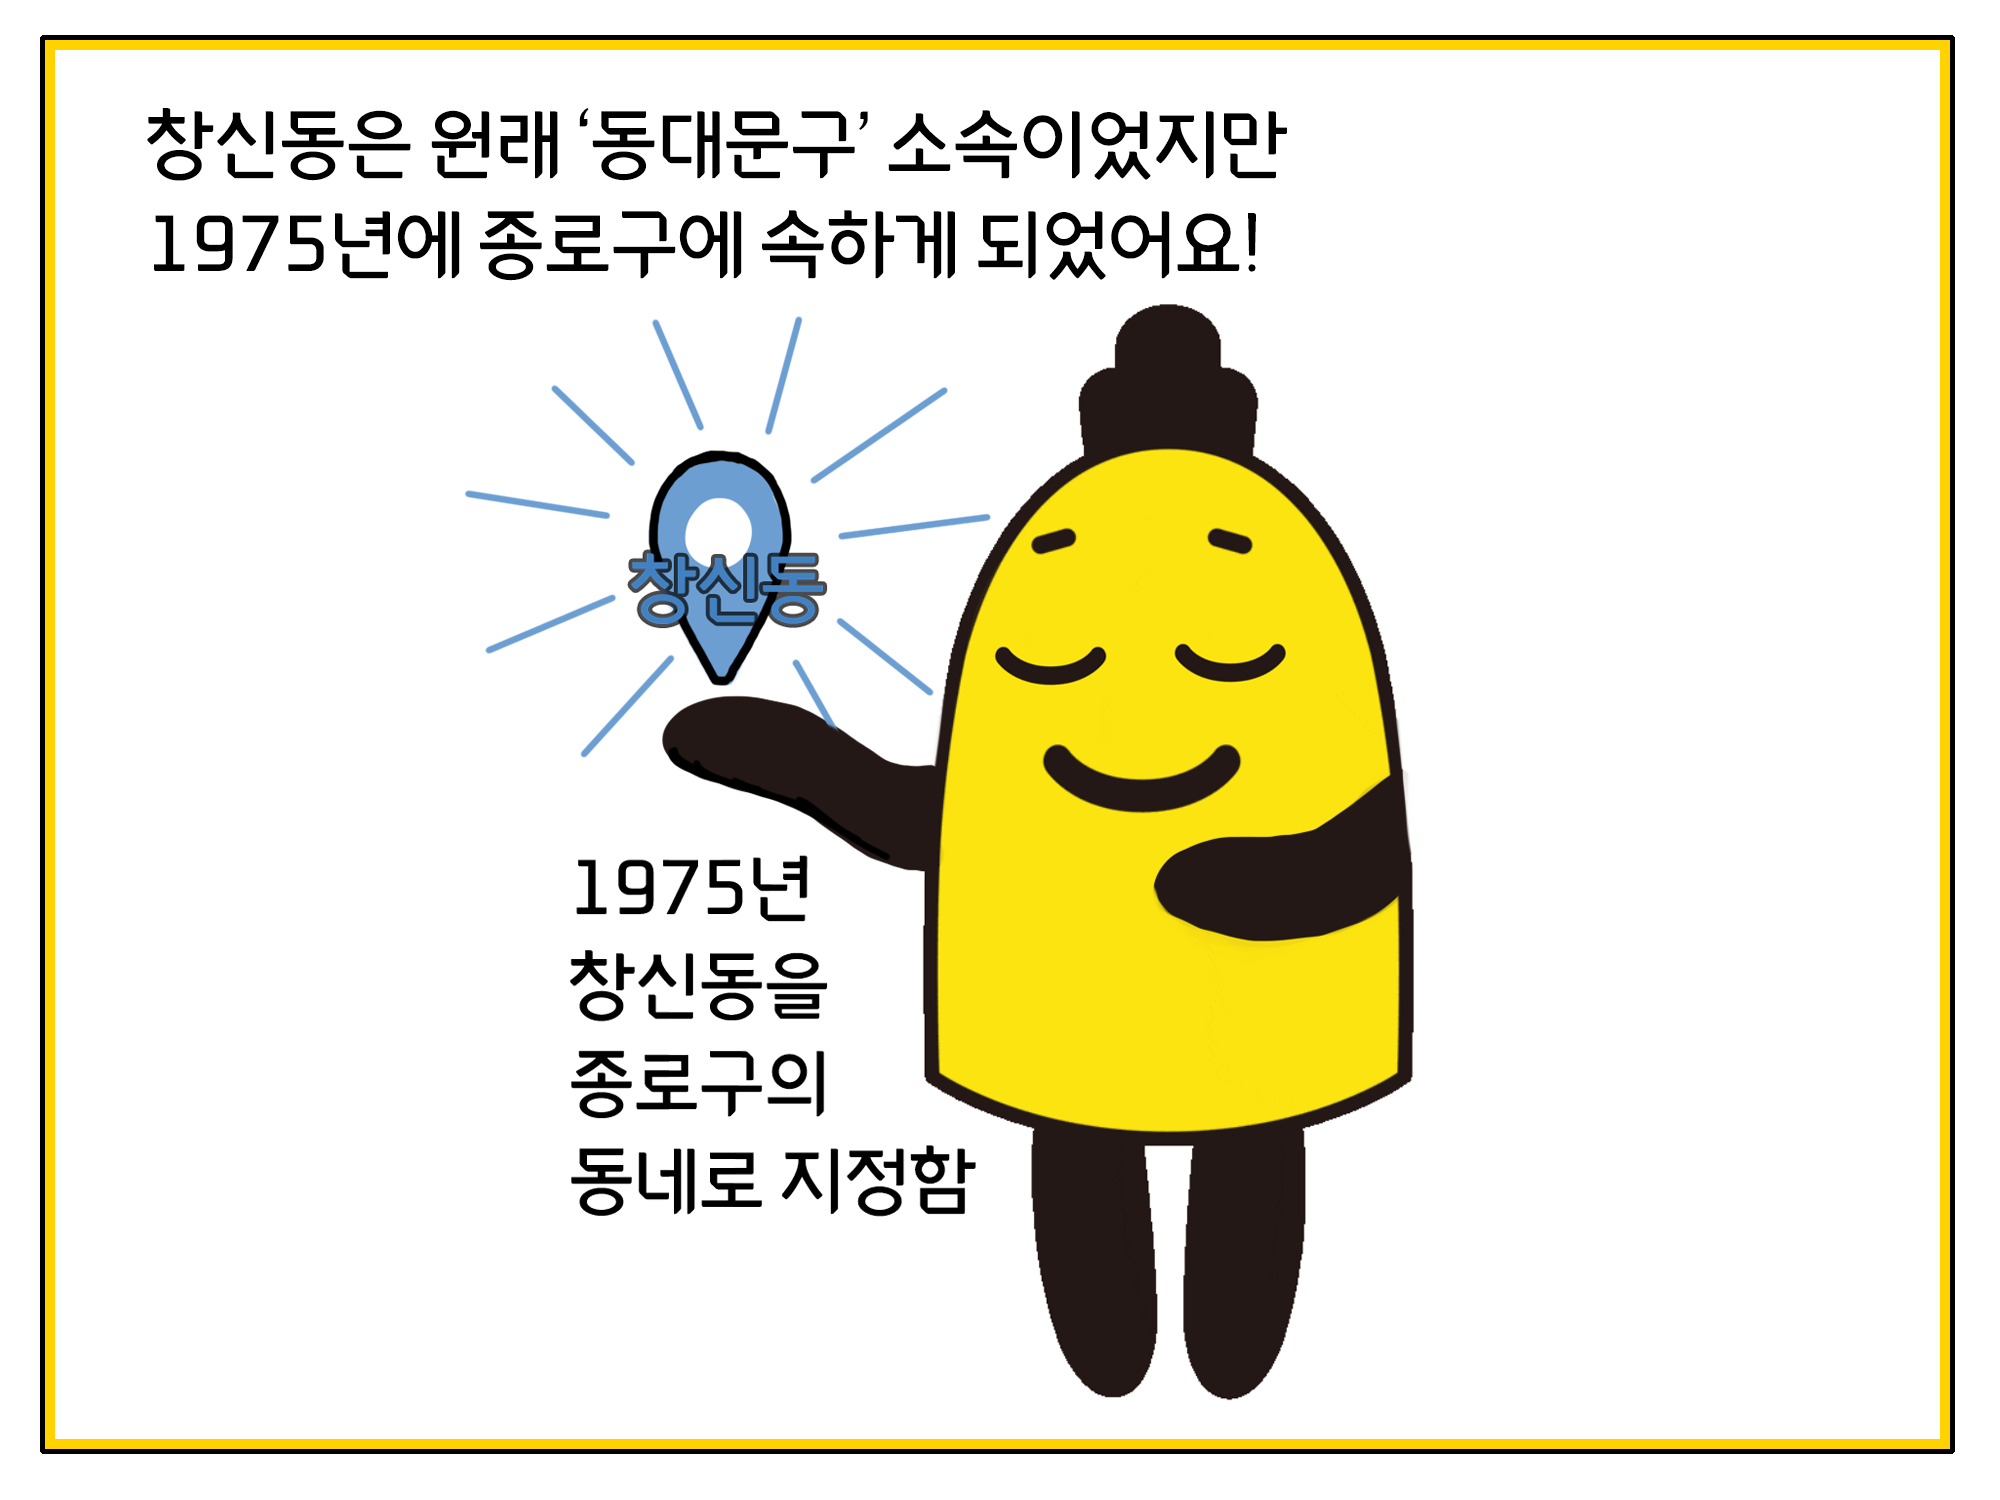 창신동은 원래 ‘동대문구’ 소속이었지만
1975년에 종로구에 속하게 되었어요!
창신동
1975년
창신동을
종로구의
동네로 지정함